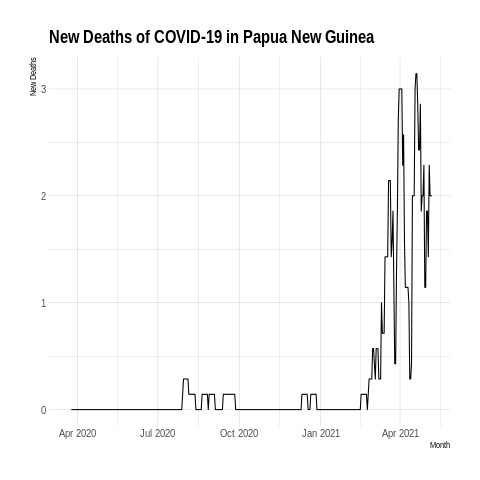 New Deaths of COVID-19 in Papua New Guinea
New Deaths
3
2
1
0
Apr 2020 Jul 2020 Oct 2020 Jan 2021 Apr 2021
Month